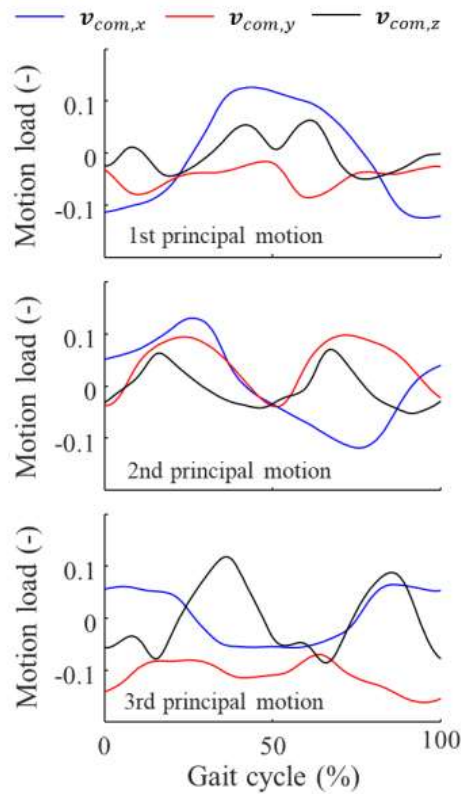 v_com,x v_com,y v_com,z
Motion load (-)
0.1
0
-0.1
1st principal motion
Motion load (-)
0.1
0
-0.1
2nd principal motion
Motion load (-)
0.1
0
-0.1
3rd principal motion
0 50 100
Gait cycle (%)